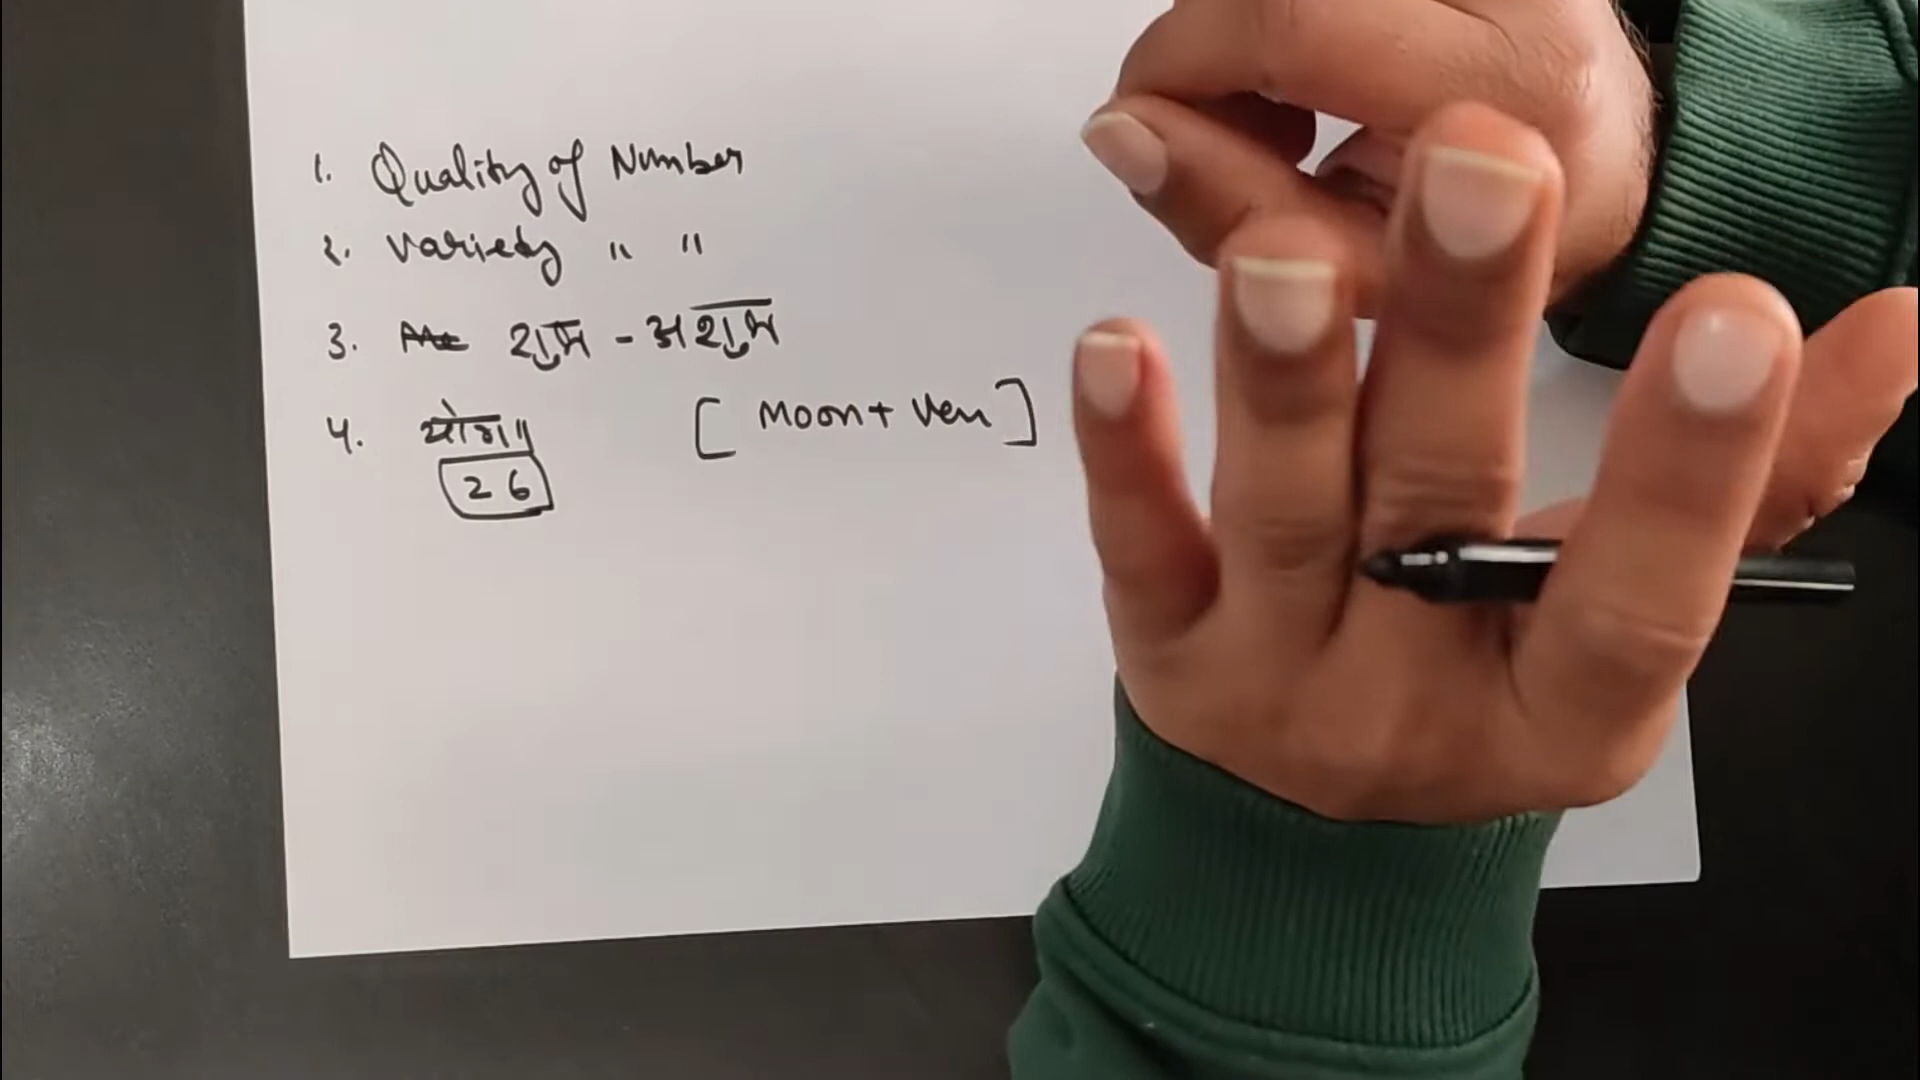 1. Quality of Number
2. Variety " "
3. शुभ - अशुभ
4. योग ॥ [ Moon + Ven ]
26